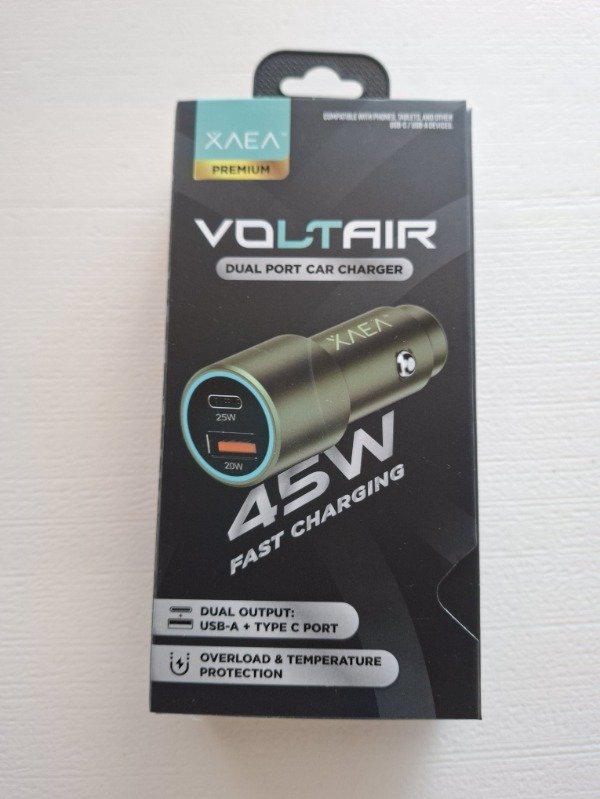 XAEA™
PREMIUM
COMPATIBLE WITH PHONES, TABLETS, AND OTHER
USB-C / USB-A DEVICES.
VOLTAIR
DUAL PORT CAR CHARGER
XAEA
25W
20W
45W
FAST CHARGING
DUAL OUTPUT:
USB-A + TYPE C PORT
OVERLOAD & TEMPERATURE
PROTECTION